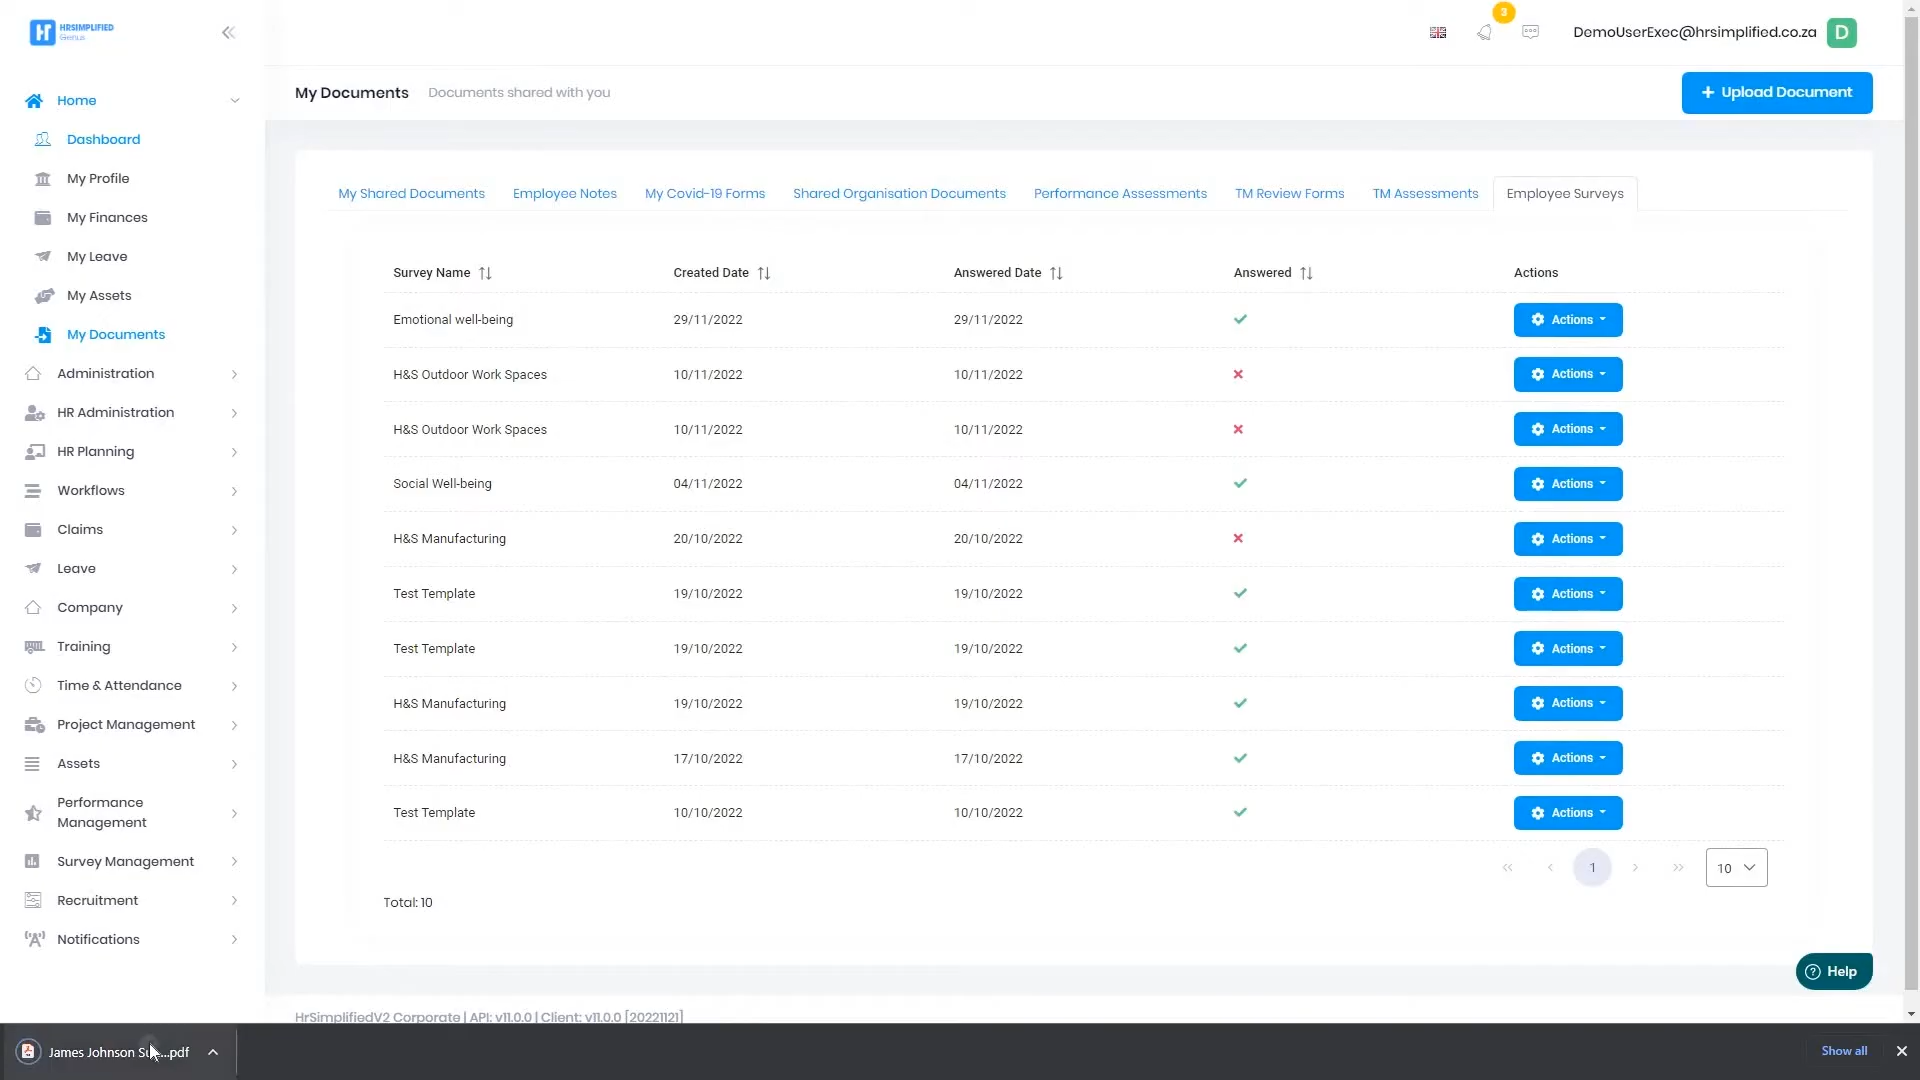 HRSIMPLIFIED
Genius
3
DemoUserExec@hrsimplified.co.za
D
Home
Dashboard
My Profile
My Finances
My Leave
My Assets
My Documents
Administration
HR Administration
HR Planning
Workflows
Claims
Leave
Company
Training
Time & Attendance
Project Management
Assets
Performance
Management
Survey Management
Recruitment
Notifications
My Documents Documents shared with you
+ Upload Document
My Shared Documents Employee Notes My Covid-19 Forms Shared Organisation Documents Performance Assessments TM Review Forms TM Assessments Employee Surveys
Survey Name Created Date Answered Date Answered Actions
Emotional well-being 29/11/2022 29/11/2022 Actions
H&S Outdoor Work Spaces 10/11/2022 10/11/2022 Actions
H&S Outdoor Work Spaces 10/11/2022 10/11/2022 Actions
Social Well-being 04/11/2022 04/11/2022 Actions
H&S Manufacturing 20/10/2022 20/10/2022 Actions
Test Template 19/10/2022 19/10/2022 Actions
Test Template 19/10/2022 19/10/2022 Actions
H&S Manufacturing 19/10/2022 19/10/2022 Actions
H&S Manufacturing 17/10/2022 17/10/2022 Actions
Test Template 10/10/2022 10/10/2022 Actions
1 10
Total: 10
Help
HrSimplifiedV2 Corporate | API: v11.0.0 | Client: v11.0.0 [20221121]
James Johnson Su...pdf
Show all